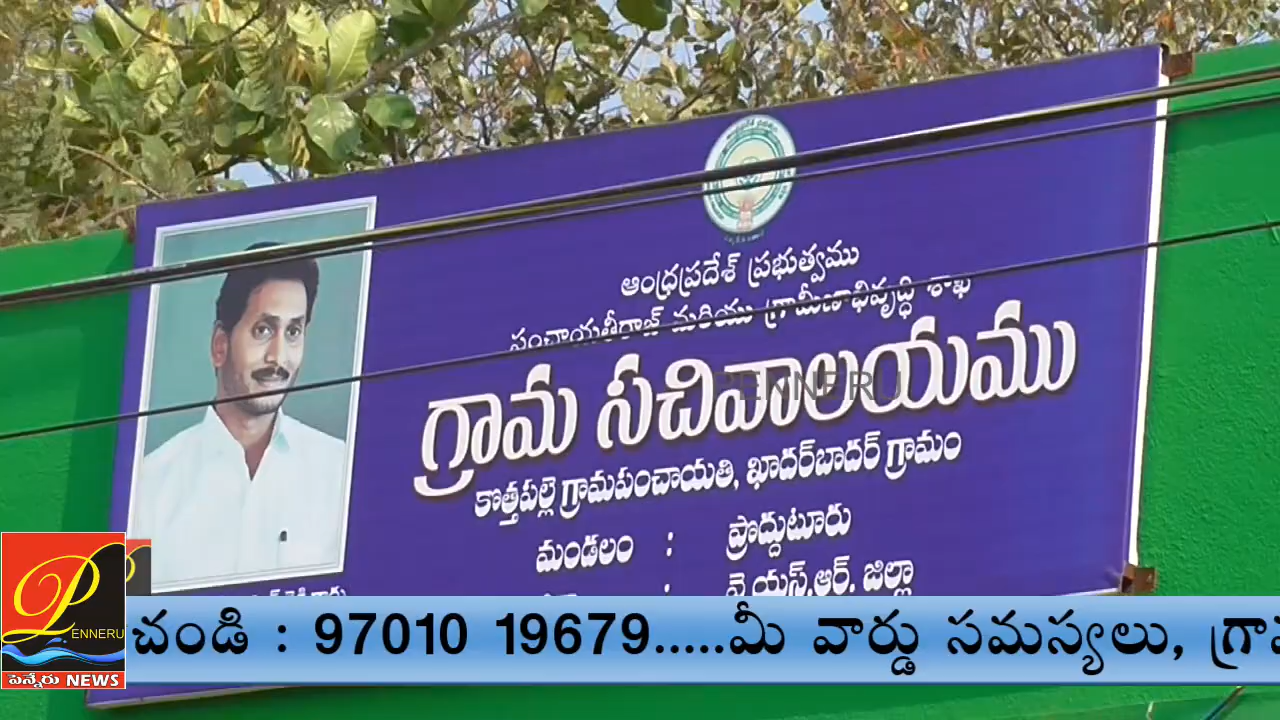 ఆంధ్రప్రదేశ్ ప్రభుత్వము
పంచాయతీరాజ్ మరియు గ్రామీణాభివృద్ధి శాఖ
గ్రామ సచివాలయము
PENNERU
కొత్తపల్లె గ్రామపంచాయతి, ఖాదర్‌బాదర్ గ్రామం
మండలం : ప్రొద్దుటూరు
వై.యస్.ఆర్. జిల్లా
చండి : 97010 19679.....మీ వార్డు సమస్యలు, గ్రా
PENNERU
పెన్నేరు NEWS